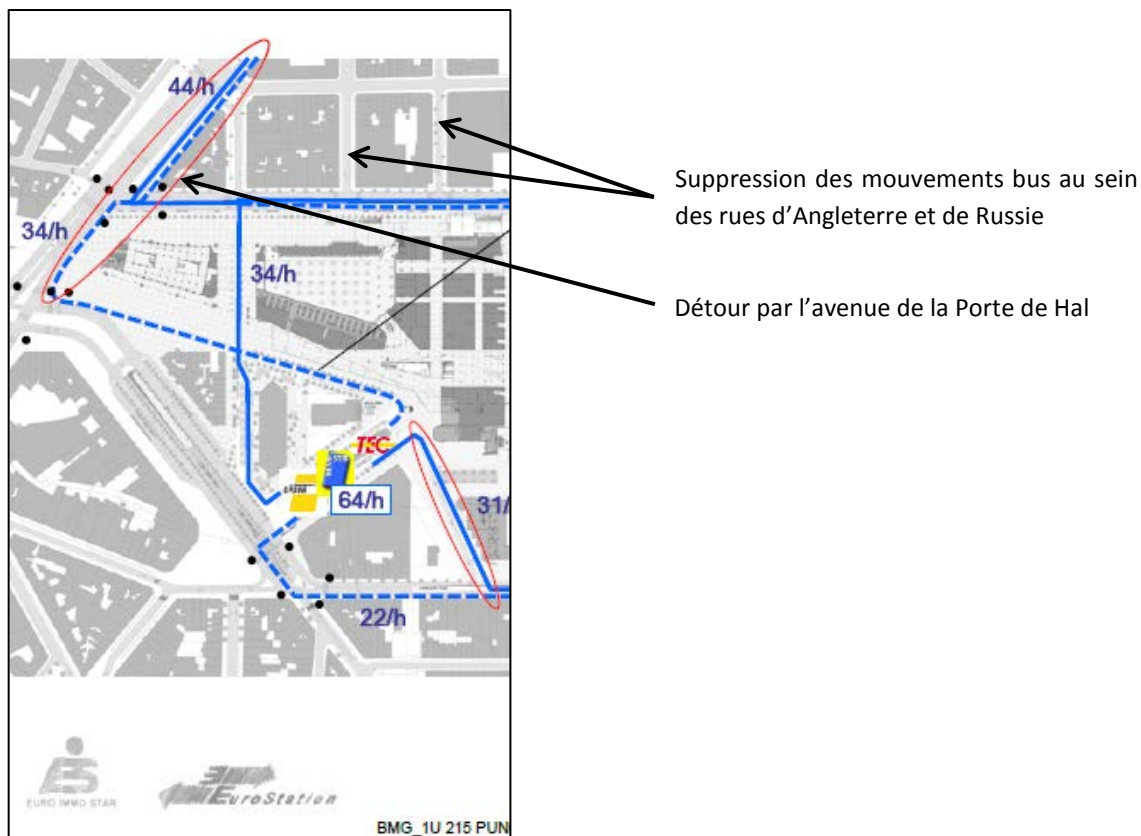 44/h
Suppression des mouvements bus au sein
des rues d’Angleterre et de Russie
34/h
34/h
Détour par l’avenue de la Porte de Hal
TEC
64/h
31/
22/h
EURO IMMO STAR
EuroStation
BMG_1U 215 PUN